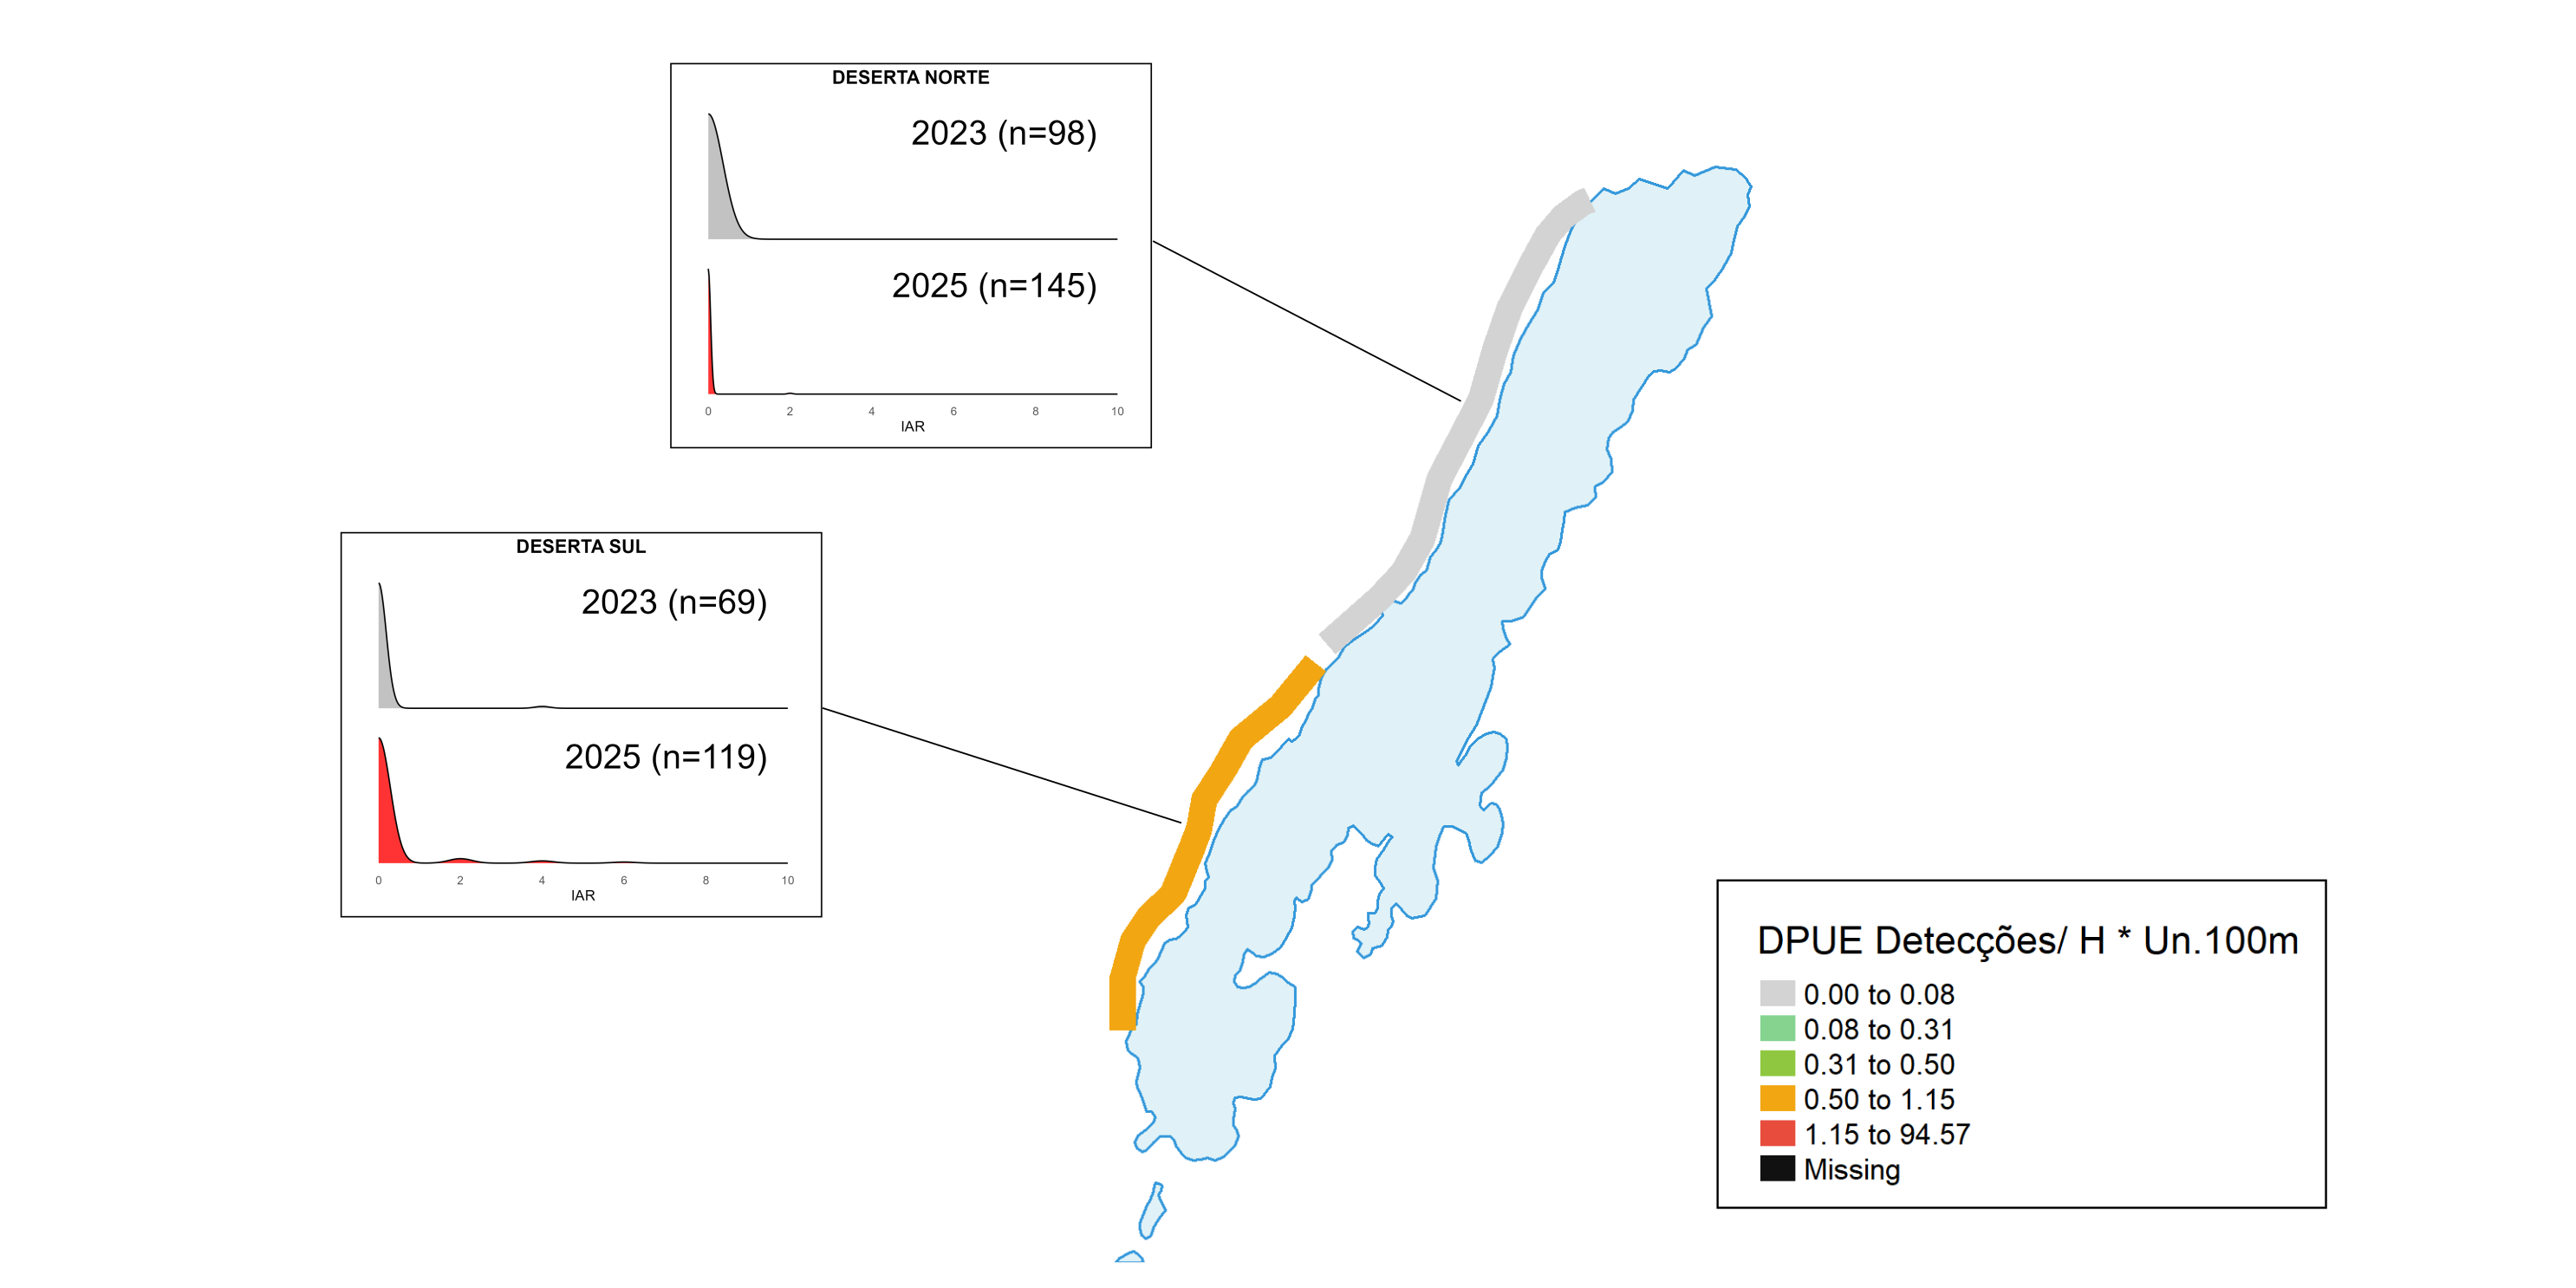 DESERTA NORTE
2023 (n=98)
2025 (n=145)
0 2 4 6 8 10
IAR
DESERTA SUL
2023 (n=69)
2025 (n=119)
0 2 4 6 8 10
IAR
DPUE Detecções/ H * Un.100m
0.00 to 0.08
0.08 to 0.31
0.31 to 0.50
0.50 to 1.15
1.15 to 94.57
Missing